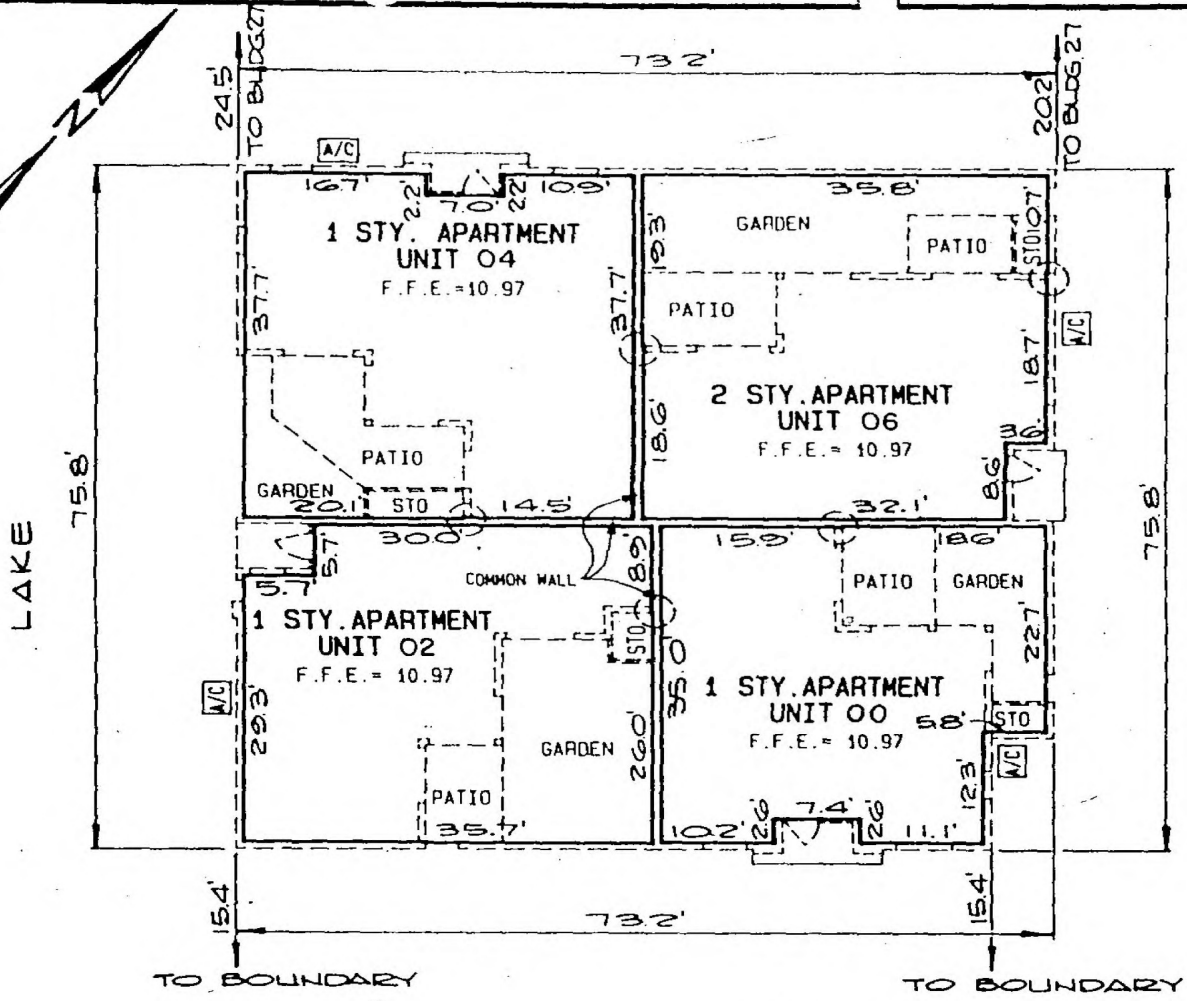 N
73.2'
24.5'
TO BLDG.27
20.2'
TO BLDG.27
A/C
16.7'
2.2'
7.0'
2.2'
10.9'
35.8'
1 STY. APARTMENT
UNIT 04
F.F.E.=10.97
37.7'
37.7'
19.3'
GARDEN
PATIO
STO
10.7'
PATIO
A/C
18.7'
2 STY. APARTMENT
UNIT 06
F.F.E.= 10.97
18.6'
8.6'
PATIO
GARDEN
STO
20.1'
14.5'
32.1'
75.8'
75.8'
LAKE
30.0'
5.7'
5.7'
8.9'
COMMON WALL
15.9'
18.6'
PATIO
GARDEN
22.7'
1 STY. APARTMENT
UNIT 02
F.F.E.= 10.97
STO
A/C
29.3'
26.0'
35.0'
GARDEN
PATIO
35.7'
1 STY. APARTMENT
UNIT 00
F.F.E.= 10.97
5.8'
STO
A/C
12.3'
10.2'
2.6'
7.4'
2.6'
11.1'
15.4'
73.2'
15.4'
TO BOUNDARY
TO BOUNDARY